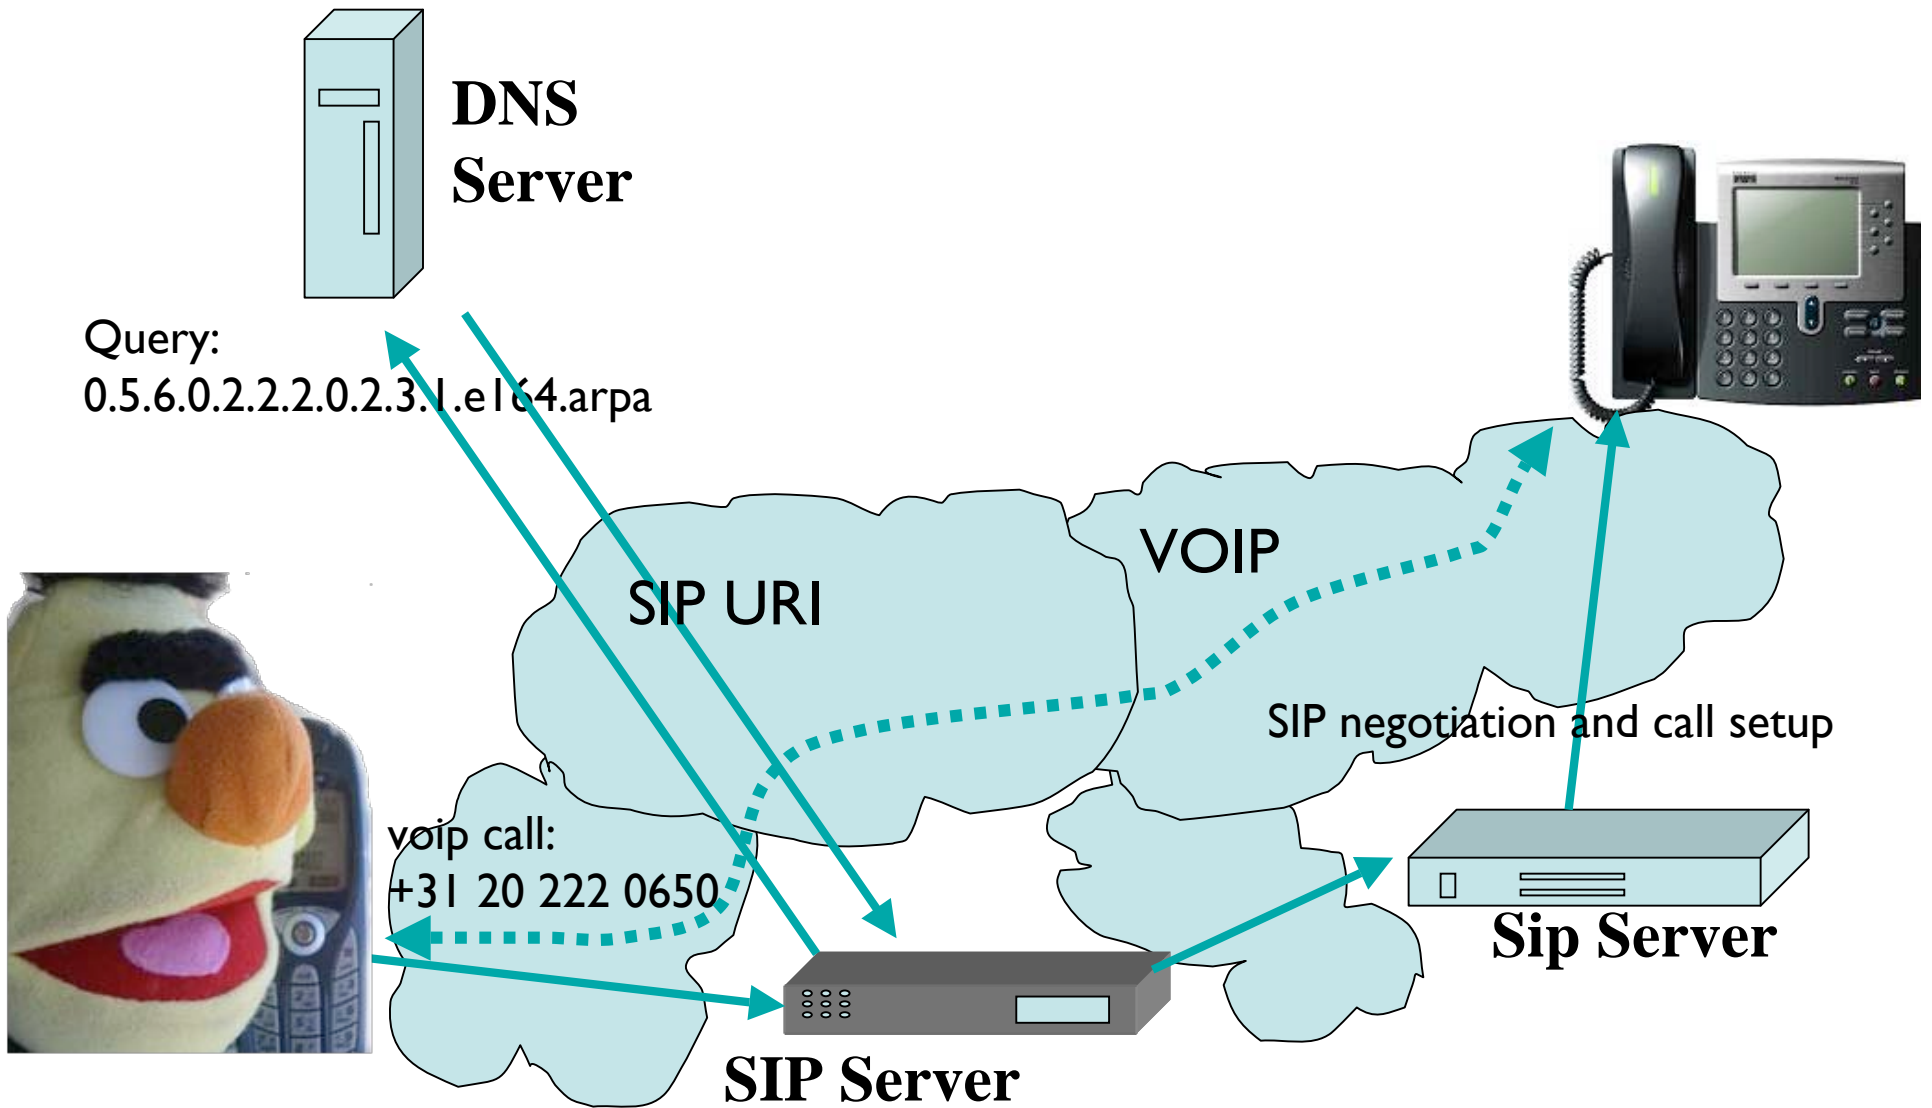 DNS
Server
Query:
0.5.6.0.2.2.2.0.2.3.1.e164.arpa
VOIP
SIP URI
SIP negotiation and call setup
voip call:
+31 20 222 0650
Sip Server
SIP Server